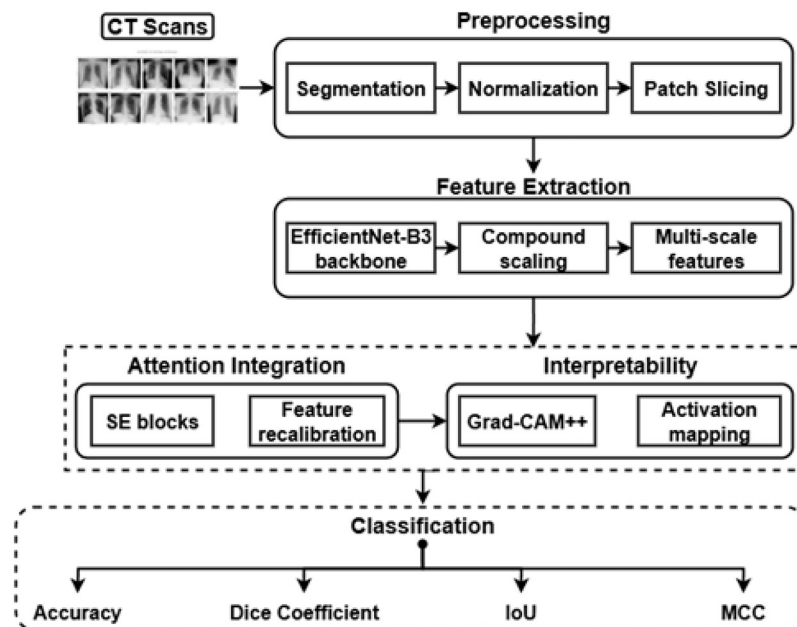 CT Scans
Preprocessing
Segmentation
Normalization
Patch Slicing
Feature Extraction
EfficientNet-B3
backbone
Compound
scaling
Multi-scale
features
Attention Integration
SE blocks
Feature
recalibration
Interpretability
Grad-CAM++
Activation
mapping
Classification
Accuracy
Dice Coefficient
IoU
MCC